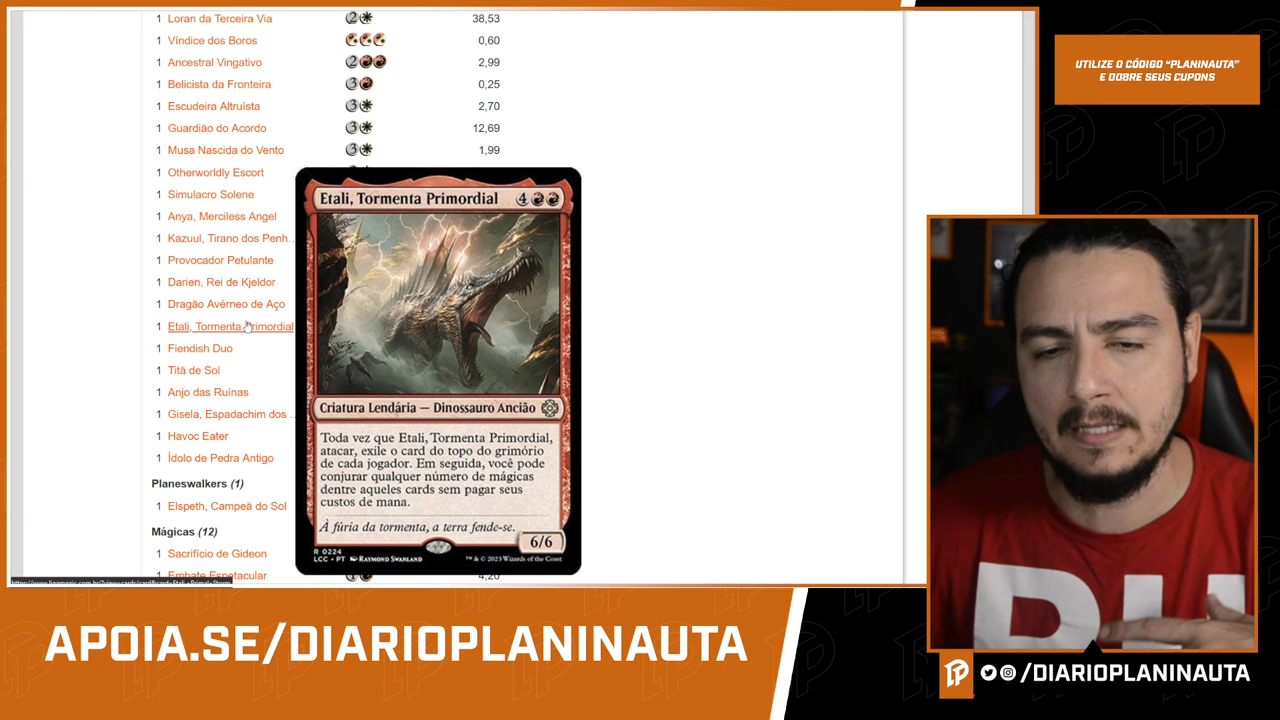 1 Loran da Terceira Via 2 38,53
1 Víndice dos Boros 0,60
1 Ancestral Vingativo 2 2,99
1 Belicista da Fronteira 3 0,25
1 Escudeira Altruísta 3 2,70
1 Guardião do Acordo 3 12,69
1 Musa Nascida do Vento 3 1,99
1 Otherworldly Escort
1 Simulacro Solene
1 Anya, Merciless Angel
1 Kazuul, Tirano dos Penh...
1 Provocador Petulante
1 Darien, Rei de Kjeldor
1 Dragão Avérneo de Aço
1 Etali, Tormenta Primordial
1 Fiendish Duo
1 Titã de Sol
1 Anjo das Ruínas
1 Gisela, Espadachim dos ...
1 Havoc Eater
1 Ídolo de Pedra Antigo
Planeswalkers (1)
1 Elspeth, Campeã do Sol
Mágicas (12)
1 Sacrifício de Gideon
1 Embate Espetacular 1 4,20
Etali, Tormenta Primordial 4
Criatura Lendária — Dinossauro Ancião
Toda vez que Etali, Tormenta Primordial,
atacar, exile o card do topo do grimório
de cada jogador. Em seguida, você pode
conjurar qualquer número de mágicas
dentre aqueles cards sem pagar seus
custos de mana.
À fúria da tormenta, a terra fende-se.
6/6
R 0224
LCC • PT RAYMOND SWANLAND
™ & © 2023 Wizards of the Coast
UTILIZE O CÓDIGO “PLANINAUTA”
E DOBRE SEUS CUPONS
APOIA.SE/DIARIOPLANINAUTA
/DIARIOPLANINAUTA